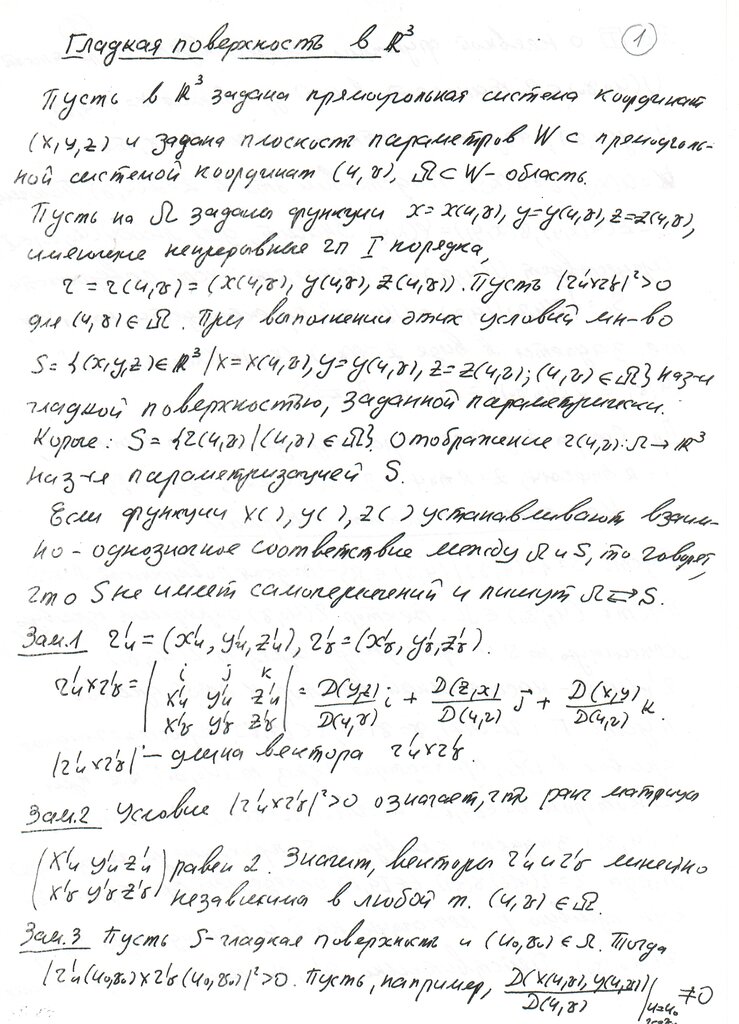 Гладкая поверхность в ℝ³ ①
Пусть в ℝ³ задана прямоугольная система координат
(x,y,z) и задана плоскость параметров W с прямоуголь-
ной системой координат (u,v), Ω⊂W - область.
Пусть на Ω заданы функции x=x(u,v), y=y(u,v), z=z(u,v),
имеющие непрерывные чп I порядка,
r = r(u,v) = (x(u,v), y(u,v), z(u,v)). Пусть |r'u×r'v|²>0
для (u,v)∈Ω. При выполнении этих условий мн-во
S={(x,y,z)∈ℝ³ | x=x(u,v), y=y(u,v), z=z(u,v); (u,v)∈Ω} наз-ся
гладкой поверхностью, заданной параметрически.
Короче: S={r(u,v)|(u,v)∈Ω}. Отображение r(u,v):Ω→ℝ³
наз-ся параметризацией S.
Если функции x( ), y( ), z( ) устанавливают взаим-
но-однозначное соответствие между Ω и S, то говорят,
что S не имеет самопересечений и пишут Ω⇄S.
Зам.1 r'u=(x'u, y'u, z'u), r'v=(x'v, y'v, z'v).
r'u×r'v = | i j k ; x'u y'u z'u ; x'v y'v z'v | = D(y,z)/D(u,v) i + D(z,x)/D(u,v) j + D(x,y)/D(u,v) k.
|r'u×r'v| - длина вектора r'u×r'v.
Зам.2 Условие |r'u×r'v|²>0 означает, что ранг матрицы
(x'u y'u z'u ; x'v y'v z'v) равен 2. Значит, векторы r'u и r'v линейно
независимы в любой т. (u,v)∈Ω.
Зам.3 Пусть S-гладкая поверхность и (u₀,v₀)∈Ω. Тогда
|r'u(u₀,v₀)×r'v(u₀,v₀)|²>0. Пусть, например, D(x(u,v),y(u,v))/D(u,v) |u=u₀ v=v₀ ≠0